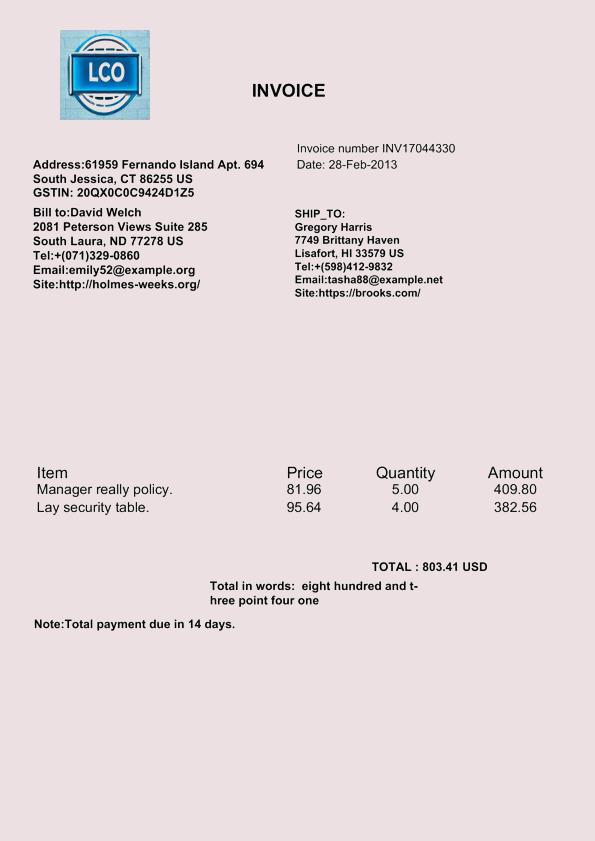 LCO
INVOICE
Invoice number INV17044330
Date: 28-Feb-2013
Address:61959 Fernando Island Apt. 694
South Jessica, CT 86255 US
GSTIN: 20QX0C0C9424D1Z5
Bill to:David Welch
2081 Peterson Views Suite 285
South Laura, ND 77278 US
Tel:+(071)329-0860
Email:emily52@example.org
Site:http://holmes-weeks.org/
SHIP_TO:
Gregory Harris
7749 Brittany Haven
Lisafort, HI 33579 US
Tel:+(598)412-9832
Email:tasha88@example.net
Site:https://brooks.com/
Item Price Quantity Amount
Manager really policy. 81.96 5.00 409.80
Lay security table. 95.64 4.00 382.56
TOTAL : 803.41 USD
Total in words: eight hundred and t-
hree point four one
Note:Total payment due in 14 days.